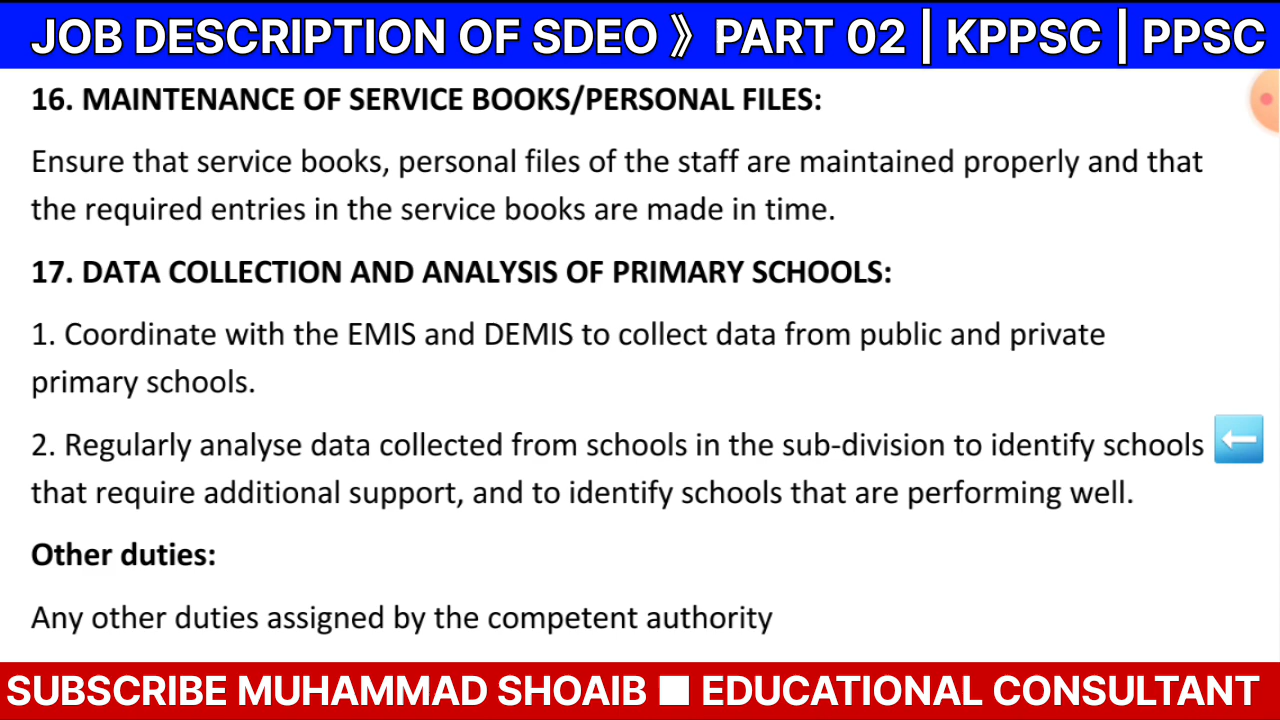 JOB DESCRIPTION OF SDEO 》PART 02 | KPPSC | PPSC
16. MAINTENANCE OF SERVICE BOOKS/PERSONAL FILES:
Ensure that service books, personal files of the staff are maintained properly and that
the required entries in the service books are made in time.
17. DATA COLLECTION AND ANALYSIS OF PRIMARY SCHOOLS:
1. Coordinate with the EMIS and DEMIS to collect data from public and private
primary schools.
2. Regularly analyse data collected from schools in the sub-division to identify schools
that require additional support, and to identify schools that are performing well.
Other duties:
Any other duties assigned by the competent authority
SUBSCRIBE MUHAMMAD SHOAIB ■ EDUCATIONAL CONSULTANT